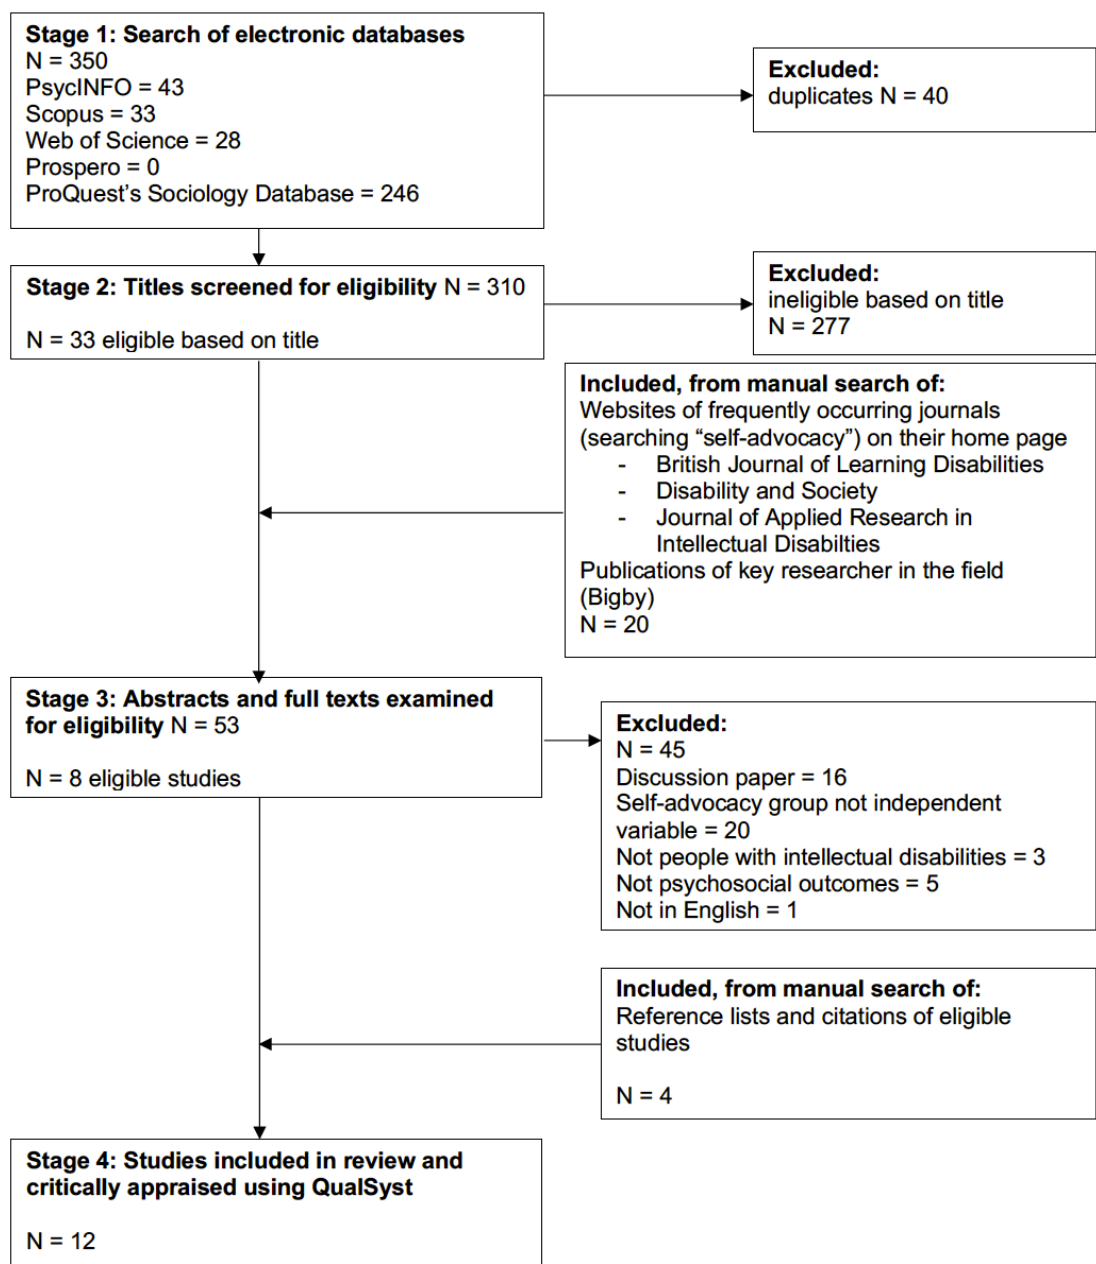 Stage 1: Search of electronic databases
N = 350
PsycINFO = 43
Scopus = 33
Web of Science = 28
Prospero = 0
ProQuest’s Sociology Database = 246
Excluded:
duplicates N = 40
Stage 2: Titles screened for eligibility N = 310
N = 33 eligible based on title
Excluded:
ineligible based on title
N = 277
Included, from manual search of:
Websites of frequently occurring journals
(searching “self-advocacy”) on their home page
- British Journal of Learning Disabilities
- Disability and Society
- Journal of Applied Research in
Intellectual Disabilties
Publications of key researcher in the field
(Bigby)
N = 20
Stage 3: Abstracts and full texts examined
for eligibility N = 53
N = 8 eligible studies
Excluded:
N = 45
Discussion paper = 16
Self-advocacy group not independent
variable = 20
Not people with intellectual disabilities = 3
Not psychosocial outcomes = 5
Not in English = 1
Included, from manual search of:
Reference lists and citations of eligible
studies
N = 4
Stage 4: Studies included in review and
critically appraised using QualSyst
N = 12